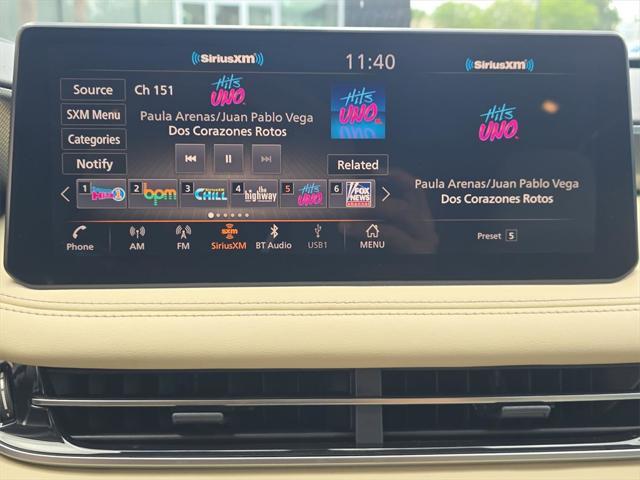 ((SiriusXM))
11:40
((SiriusXM))
Source
Ch 151
Hits UNO
Hits UNO
SXM Menu
Paula Arenas/Juan Pablo Vega
Dos Corazones Rotos
Categories
Notify
Related
1
2 bpm
3 SiriusXM CHILL
4 the highway
5 Hits UNO
6 FOX NEWS channel
Phone
AM
FM
sxm
SiriusXM
BT Audio
USB1
MENU
Hits UNO
Paula Arenas/Juan Pablo Vega
Dos Corazones Rotos
Preset 5